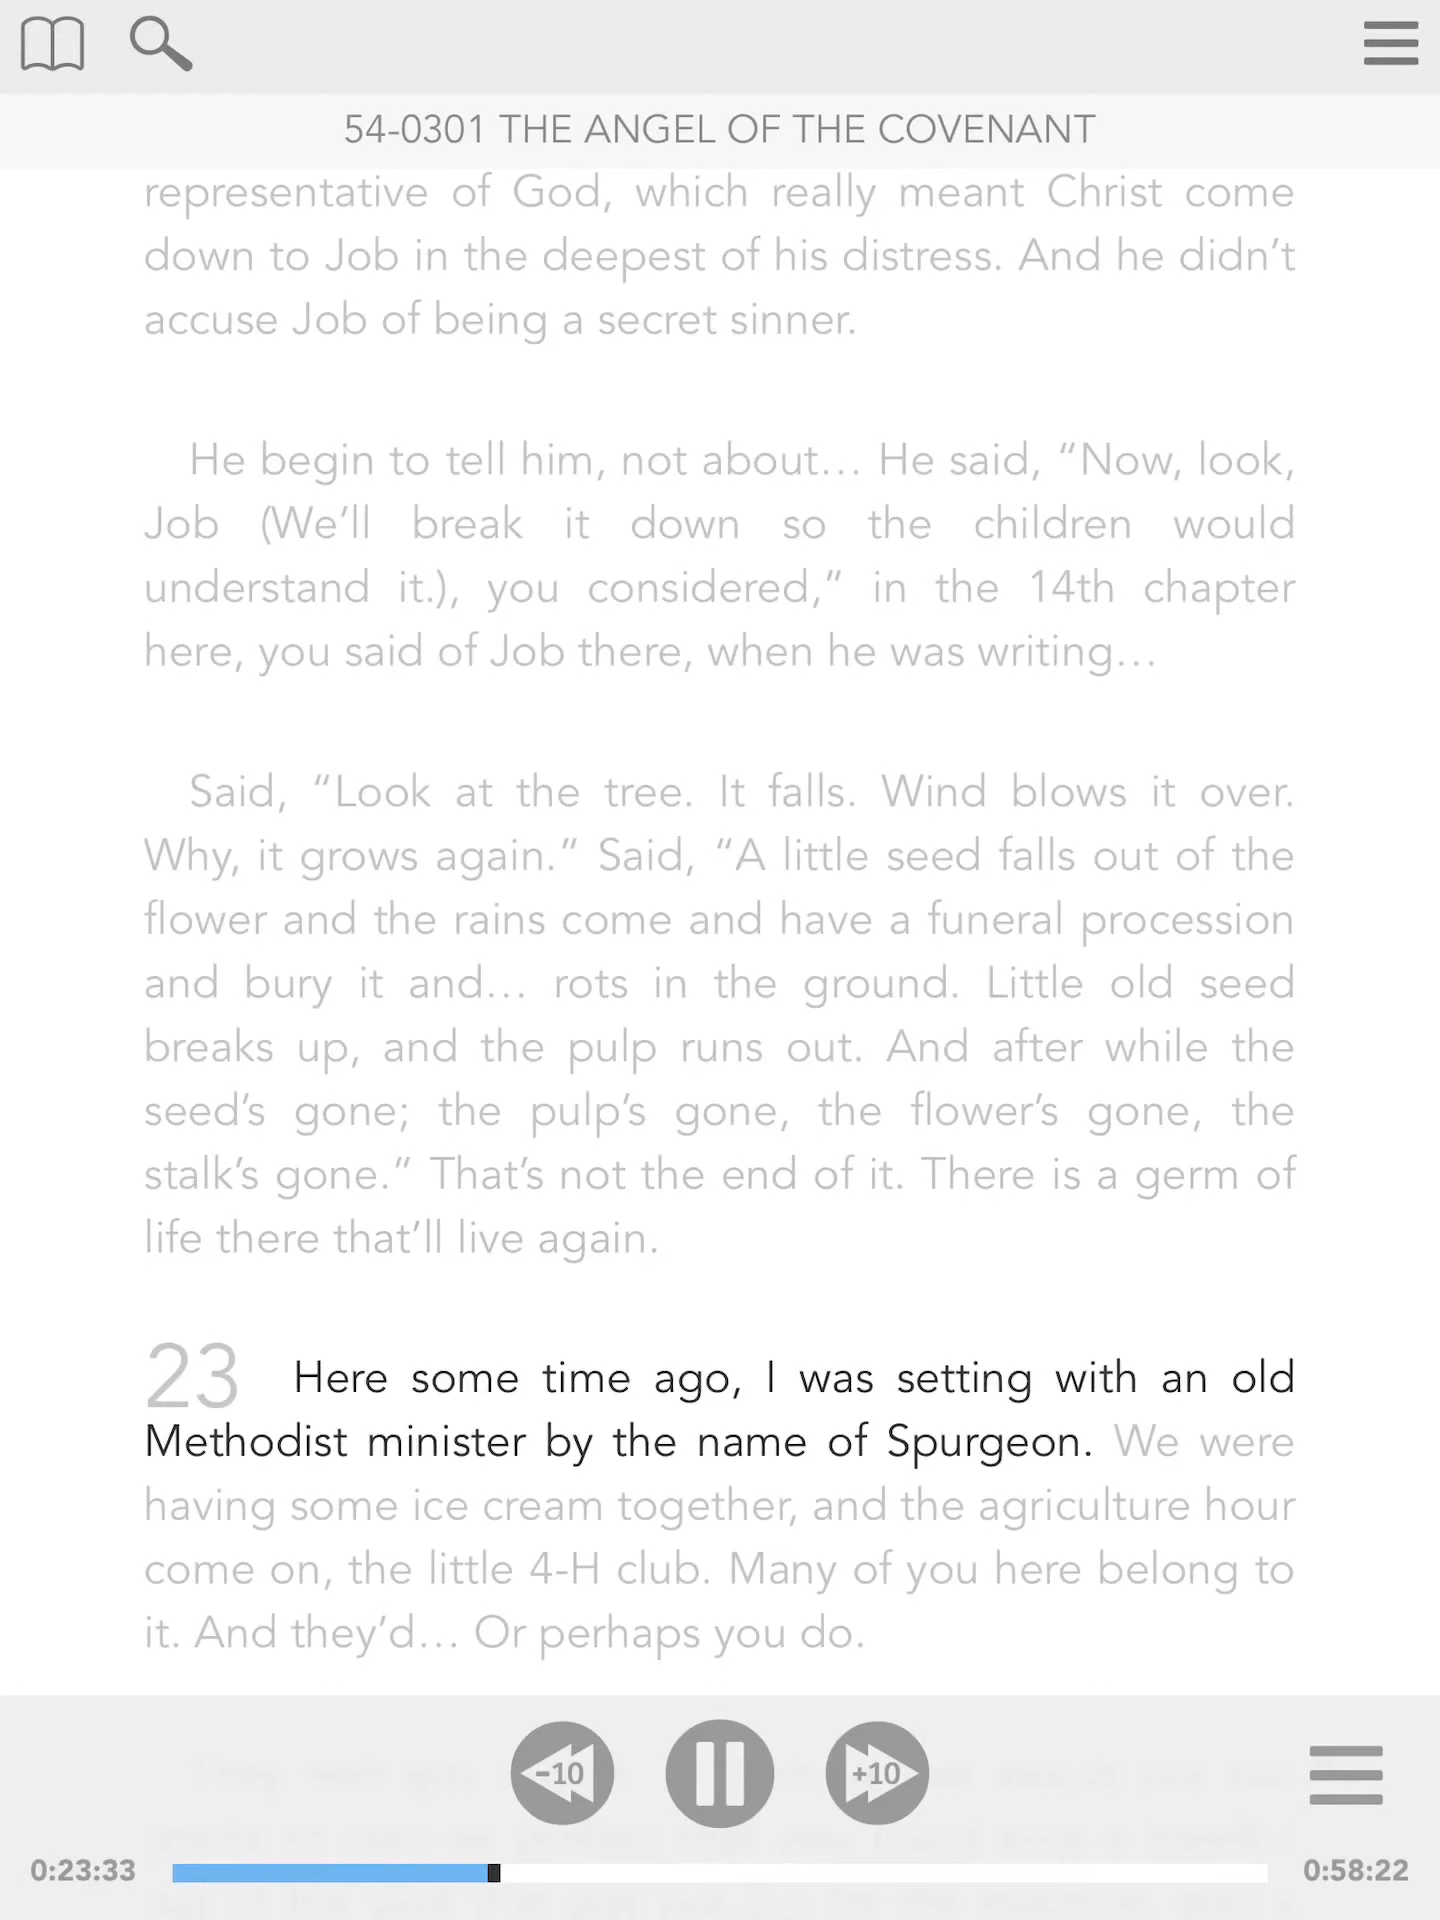 54-0301 THE ANGEL OF THE COVENANT
representative of God, which really meant Christ come
down to Job in the deepest of his distress. And he didn’t
accuse Job of being a secret sinner.
He begin to tell him, not about… He said, “Now, look,
Job (We’ll break it down so the children would
understand it.), you considered,” in the 14th chapter
here, you said of Job there, when he was writing…
Said, “Look at the tree. It falls. Wind blows it over.
Why, it grows again.” Said, “A little seed falls out of the
flower and the rains come and have a funeral procession
and bury it and… rots in the ground. Little old seed
breaks up, and the pulp runs out. And after while the
seed’s gone; the pulp’s gone, the flower’s gone, the
stalk’s gone.” That’s not the end of it. There is a germ of
life there that’ll live again.
23 Here some time ago, I was setting with an old
Methodist minister by the name of Spurgeon. We were
having some ice cream together, and the agriculture hour
come on, the little 4-H club. Many of you here belong to
it. And they’d… Or perhaps you do.
-10 +10
0:23:33 0:58:22